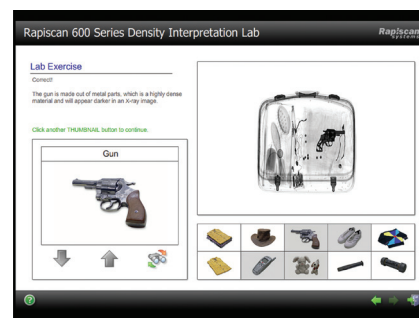 Rapiscan 600 Series Density Interpretation Lab
Rapiscan
systems
Lab Exercise
Correct!
The gun is made out of metal parts, which is a highly dense
material and will appear darker in an X-ray image.
Click another THUMBNAIL button to continue.
Gun
?